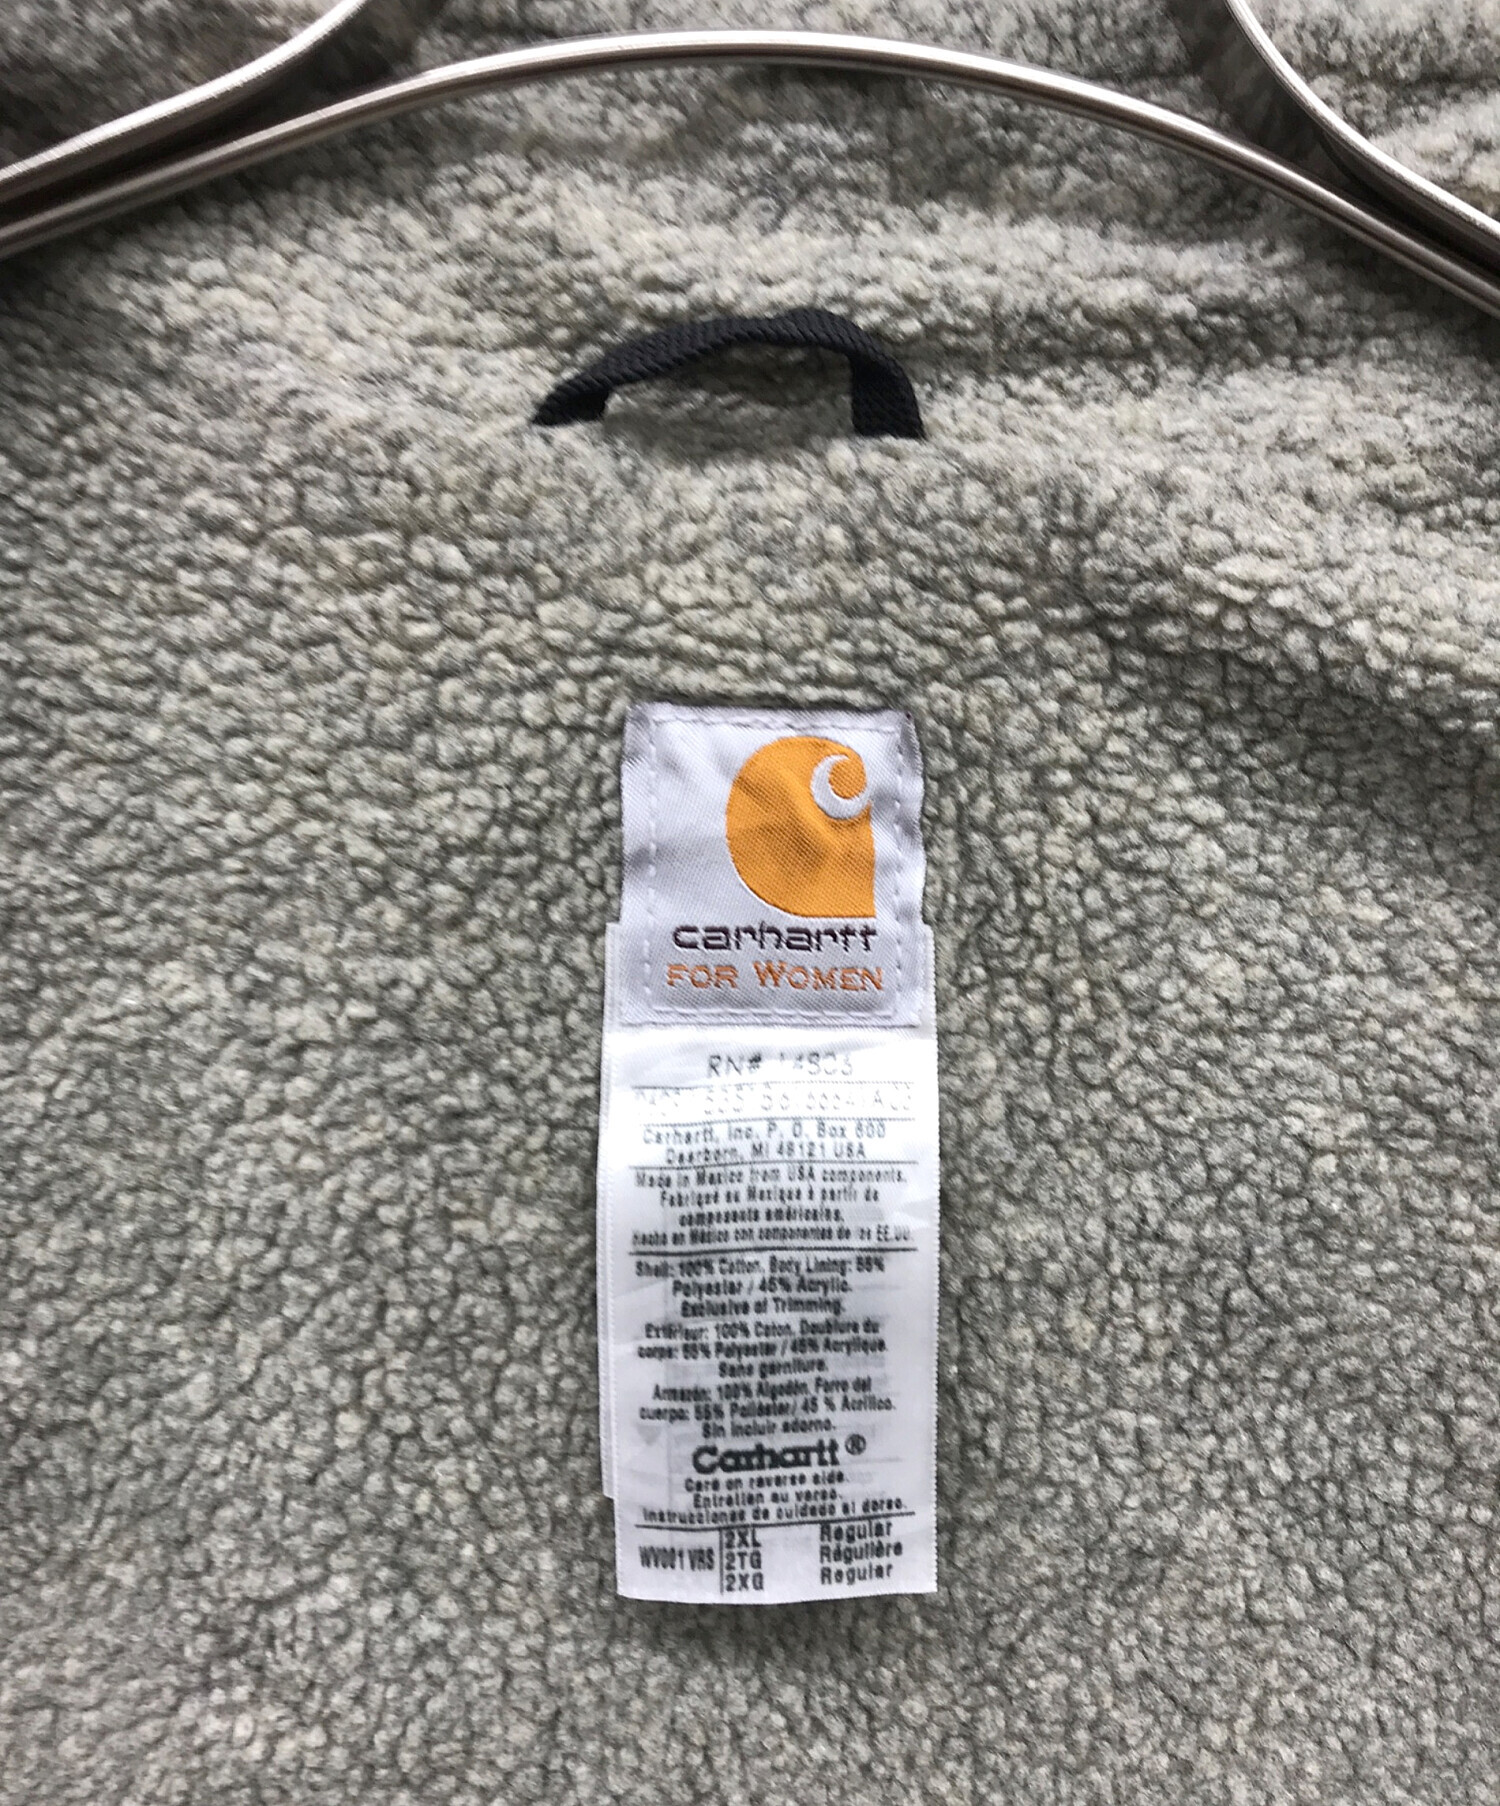 carhartt
FOR WOMEN
RN# 14803
Carhartt, Inc. P. O. Box 600
Dearborn, MI 48121 USA
Made in Mexico from USA components.
Fabriqué au Mexique à partir de
composants américains.
Hecho en México con componentes de los EE.UU.
Shell: 100% Cotton. Body Lining: 55%
Polyester / 45% Acrylic.
Exclusive of Trimming.
Extérieur: 100% Coton. Doublure du
corps: 55% Polyester / 45% Acrylique.
Sans garniture.
Armazón: 100% Algodón. Forro del
cuerpo: 55% Poliéster/ 45 % Acrílico.
Sin incluir adorno.
Carhartt®
Care on reverse side.
Entretien au verso.
Instrucciones de cuidado al dorso.
2XL Regular
WV001 VRS 2TG Régulière
2XG Regular